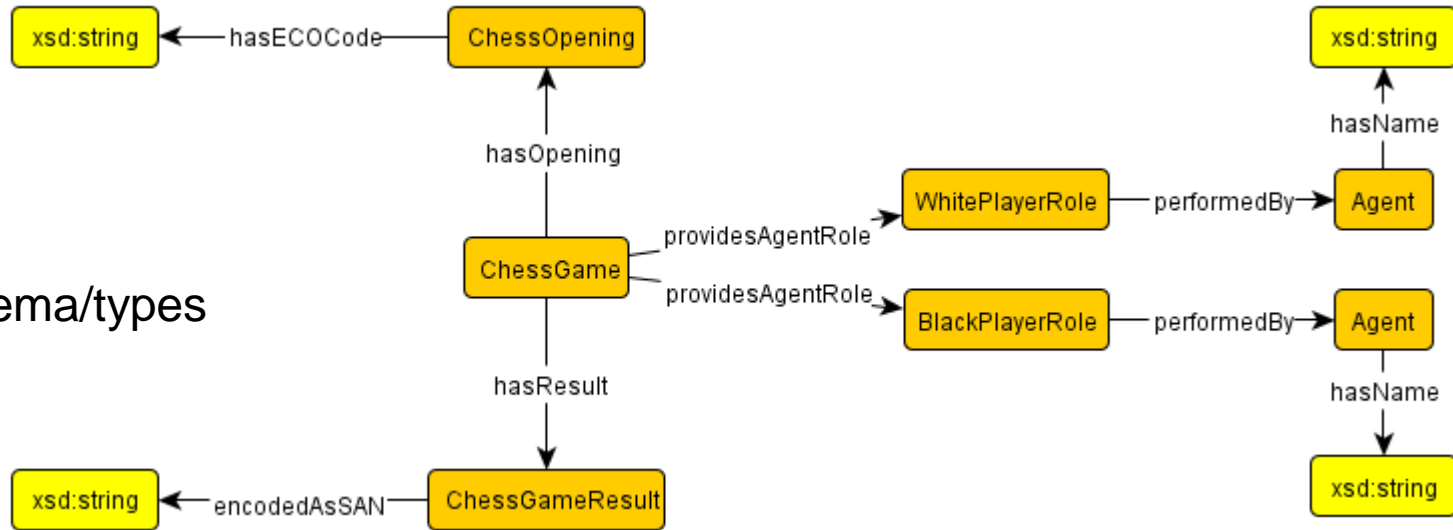 xsd:string
hasECOCode
ChessOpening
xsd:string
hasName
hasOpening
WhitePlayerRole
performedBy
Agent
providesAgentRole
ChessGame
ema/types
providesAgentRole
BlackPlayerRole
performedBy
Agent
hasResult
hasName
xsd:string
encodedAsSAN
ChessGameResult
xsd:string